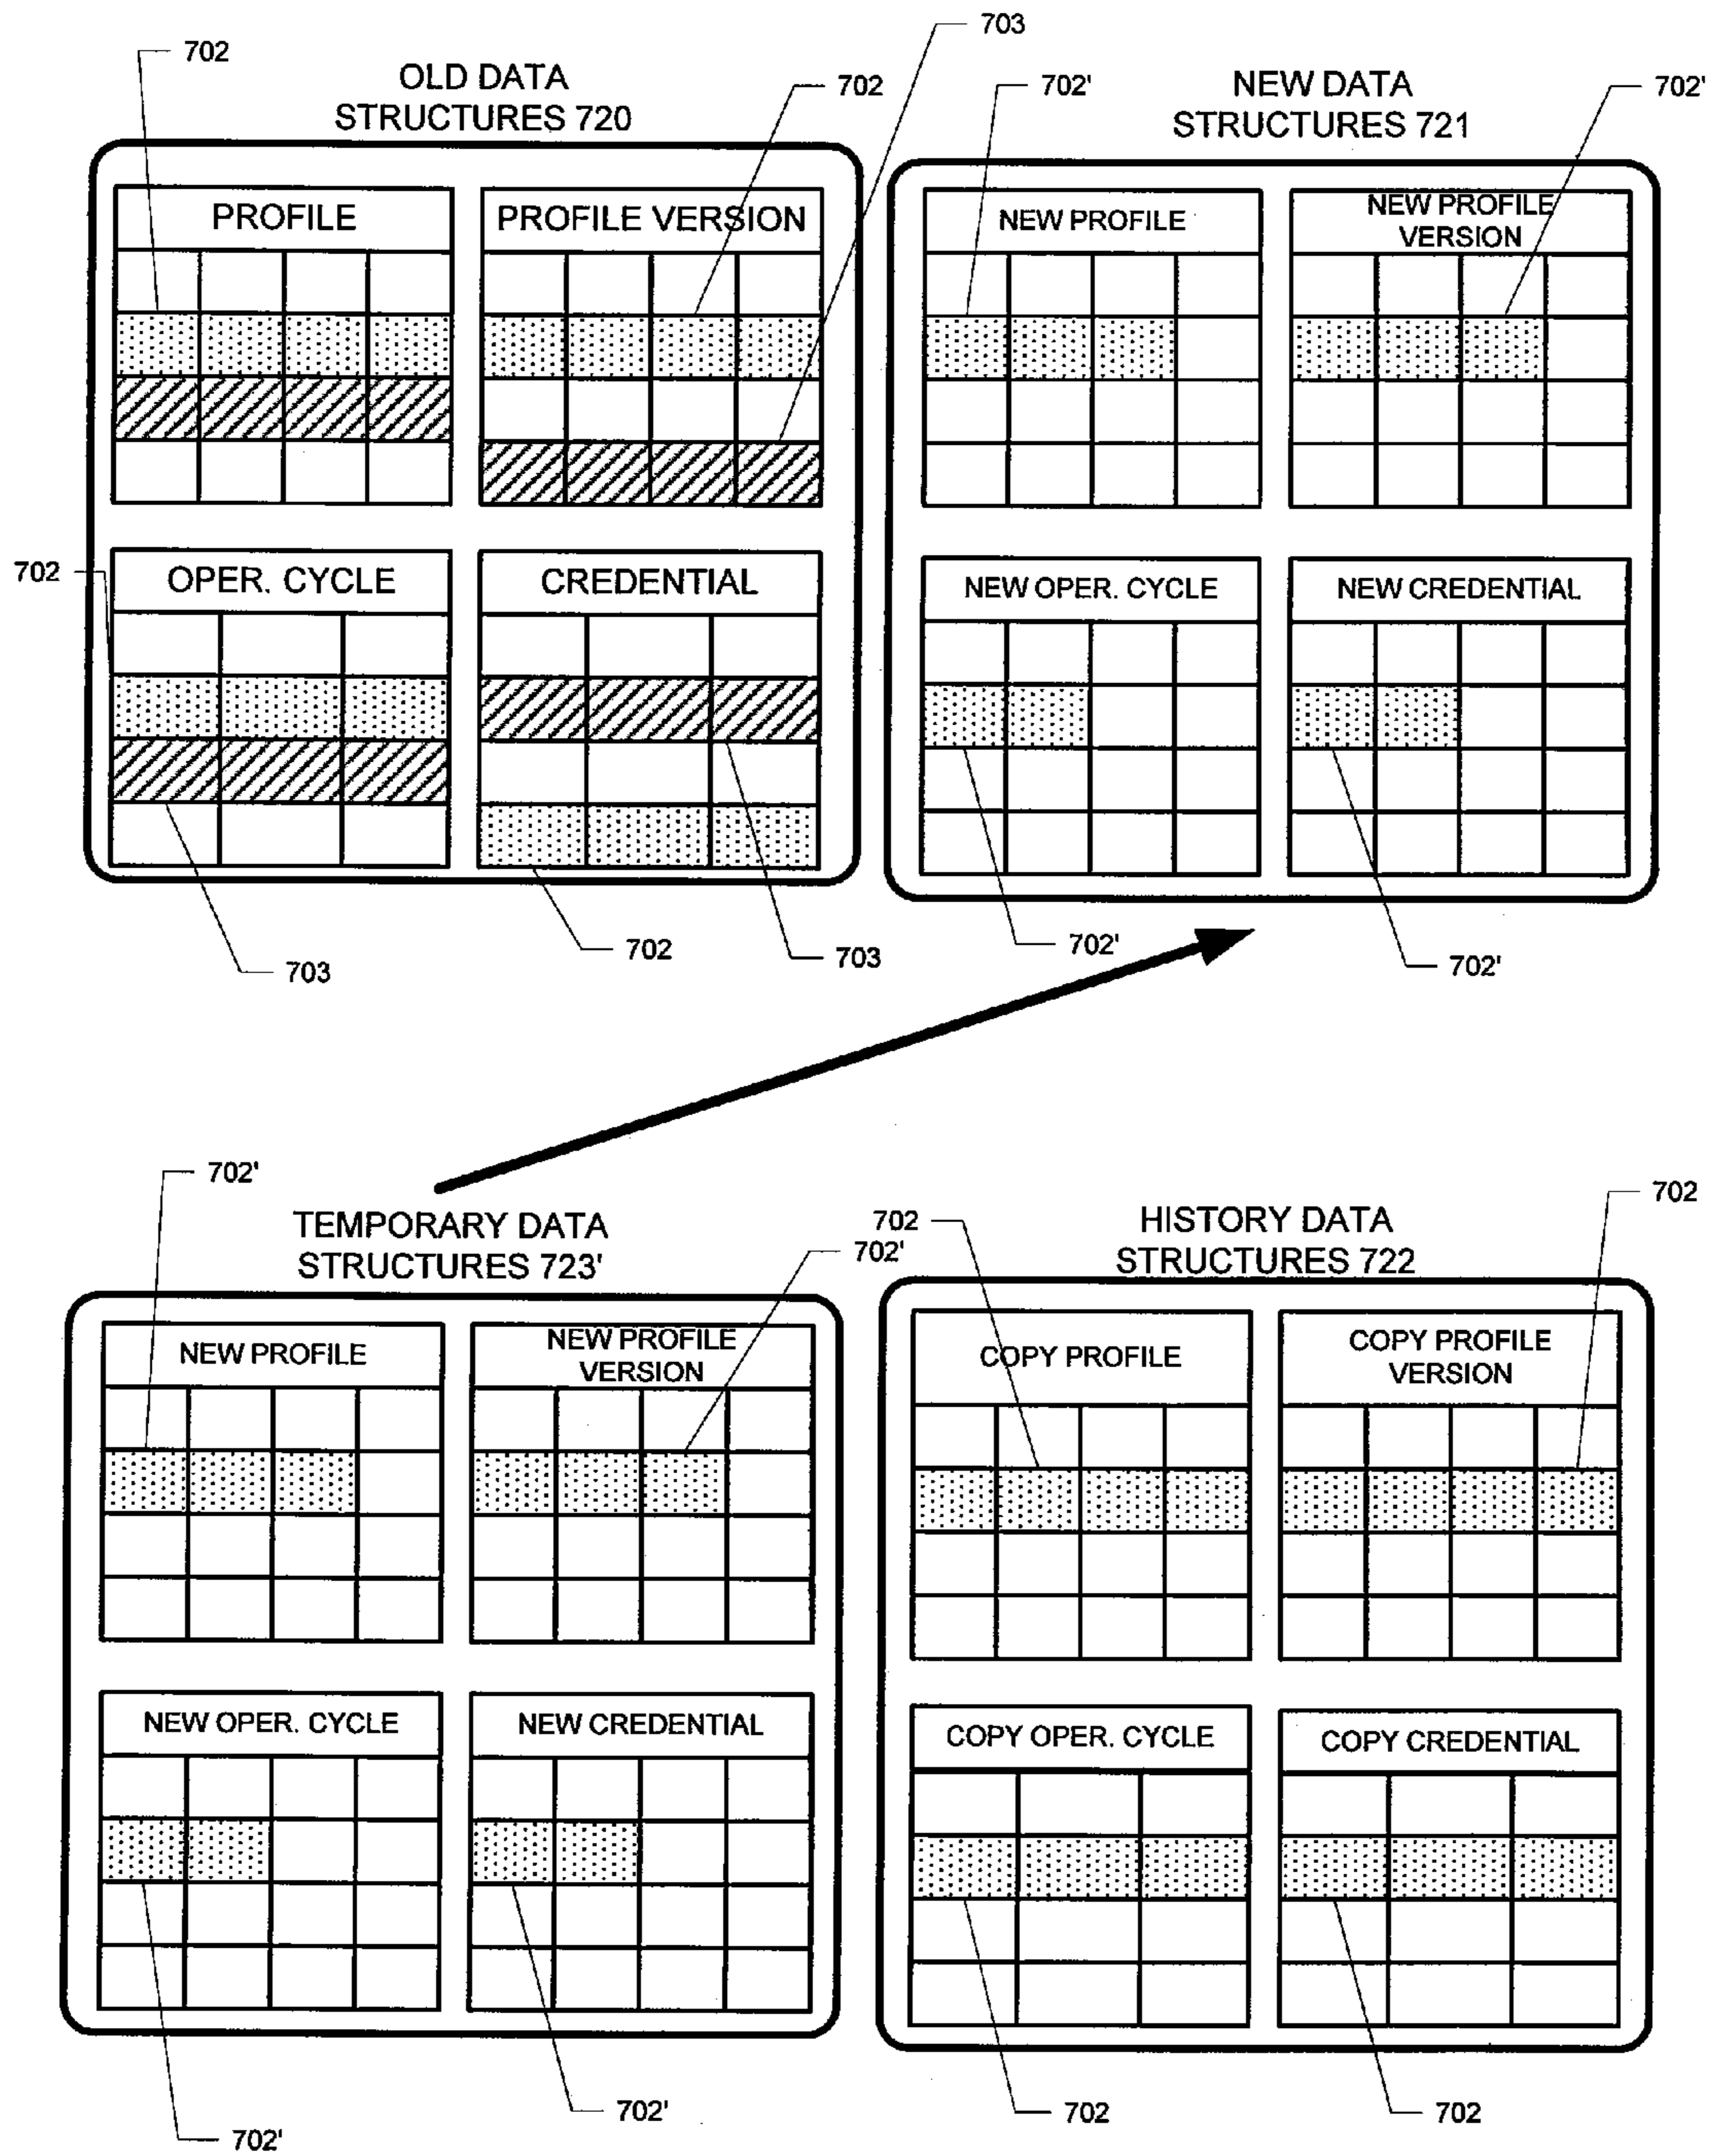 703
702
OLD DATA
STRUCTURES 720
702
702'
NEW DATA
STRUCTURES 721
702'
PROFILE
PROFILE VERSION
NEW PROFILE
NEW PROFILE
VERSION
702
OPER. CYCLE
CREDENTIAL
NEW OPER. CYCLE
NEW CREDENTIAL
703
702
703
702'
702'
702'
TEMPORARY DATA
STRUCTURES 723'
702'
702
HISTORY DATA
STRUCTURES 722
702
NEW PROFILE
NEW PROFILE
VERSION
COPY PROFILE
COPY PROFILE
VERSION
NEW OPER. CYCLE
NEW CREDENTIAL
COPY OPER. CYCLE
COPY CREDENTIAL
702'
702'
702
702